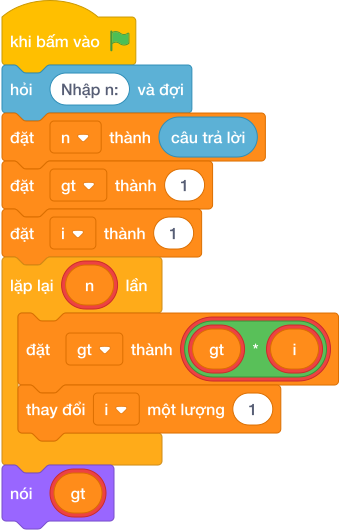 khi bấm vào
hỏi Nhập n: và đợi
đặt n thành câu trả lời
đặt gt thành 1
đặt i thành 1
lặp lại n lần
đặt gt thành gt * i
thay đổi i một lượng 1
nói gt